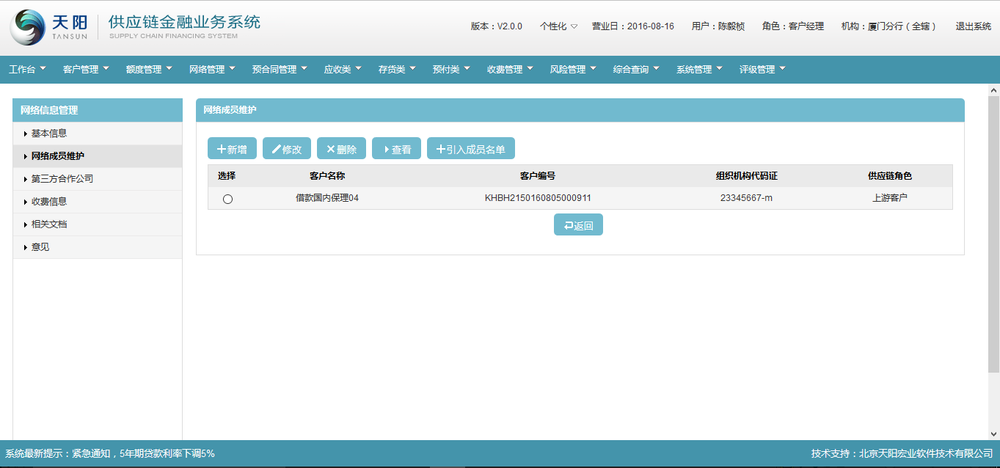 天阳
TANSUN
供应链金融业务系统
SUPPLY CHAIN FINANCING SYSTEM
版本：V2.0.0 个性化 营业日：2016-08-16 用户：陈毅桢 角色：客户经理 机构：厦门分行（全辖） 退出系统
工作台 客户管理 额度管理 网络管理 预合同管理 应收类 存货类 预付类 收费管理 风险管理 综合查询 系统管理 评级管理
网络信息管理
基本信息
网络成员维护
第三方合作公司
收费信息
相关文档
意见
网络成员维护
新增 修改 删除 查看 引入成员名单
选择 客户名称 客户编号 组织机构代码证 供应链角色
借款国内保理04 KHBH2150160805000911 23345667-m 上游客户
返回
系统最新提示：紧急通知，5年期贷款利率下调5%
技术支持：北京天阳宏业软件技术有限公司